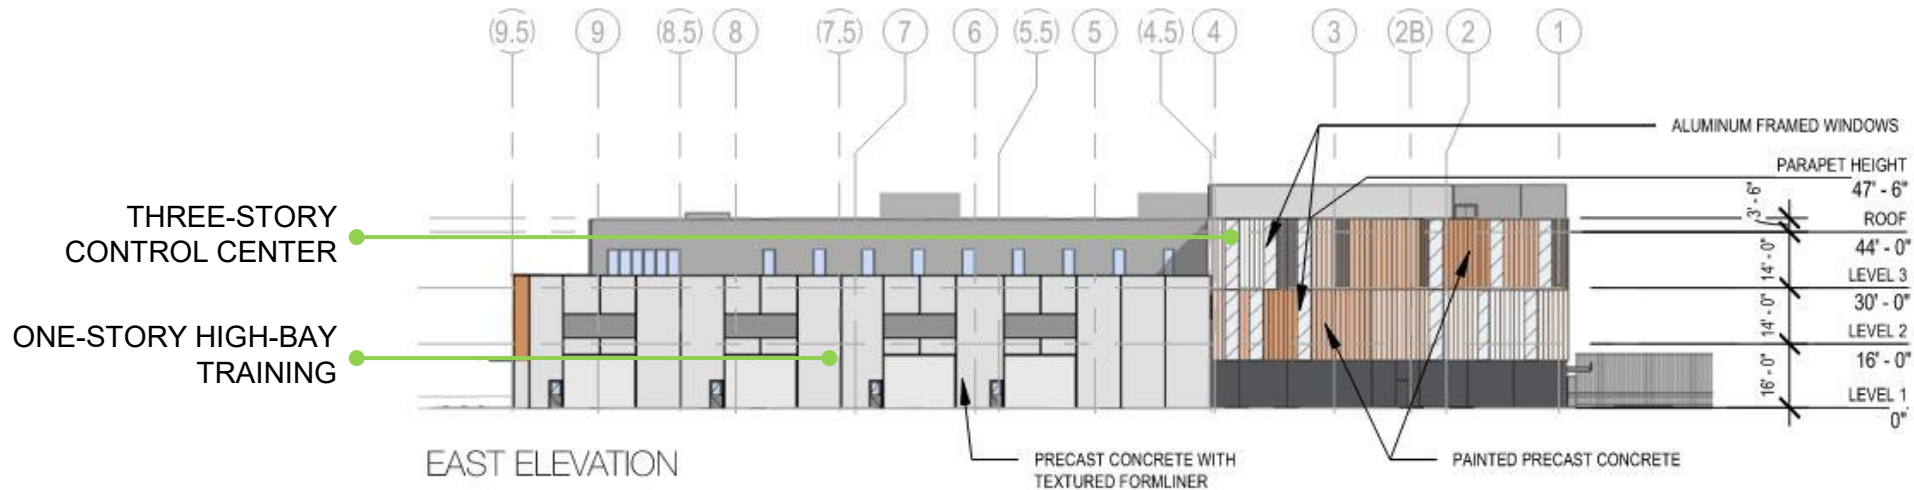 (9.5) 9 (8.5) 8 (7.5) 7 6 (5.5) 5 (4.5) 4 3 (2B) 2 1
ALUMINUM FRAMED WINDOWS
PARAPET HEIGHT
47' - 6"
3' - 6"
ROOF
44' - 0"
14' - 0"
LEVEL 3
30' - 0"
14' - 0"
LEVEL 2
16' - 0"
16' - 0"
LEVEL 1
0"
THREE-STORY
CONTROL CENTER
ONE-STORY HIGH-BAY
TRAINING
EAST ELEVATION
PRECAST CONCRETE WITH
TEXTURED FORMLINER
PAINTED PRECAST CONCRETE